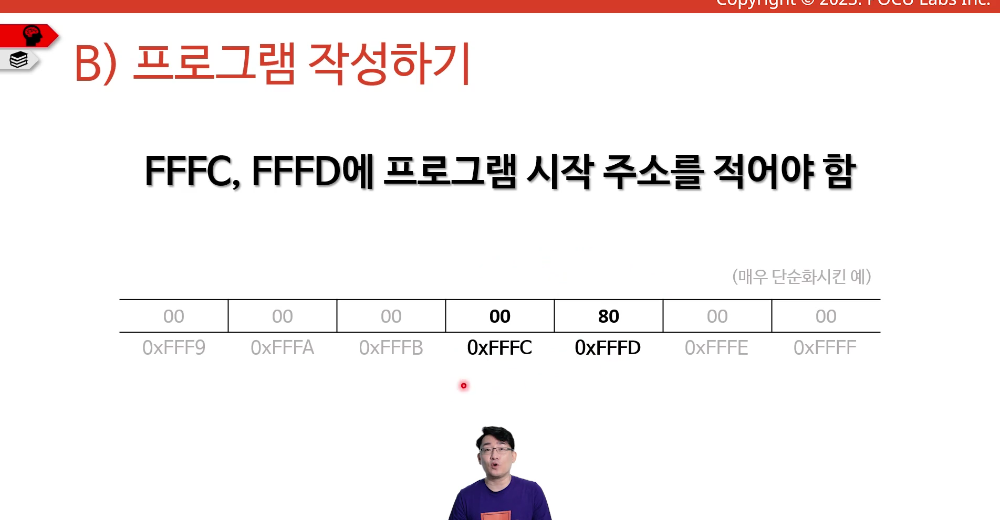 Copyright © 2023. POCU Labs Inc.
B) 프로그램 작성하기
FFFC, FFFD에 프로그램 시작 주소를 적어야 함
(매우 단순화시킨 예)
00 00 00 00 80 00 00
0xFFF9 0xFFFA 0xFFFB 0xFFFC 0xFFFD 0xFFFE 0xFFFF